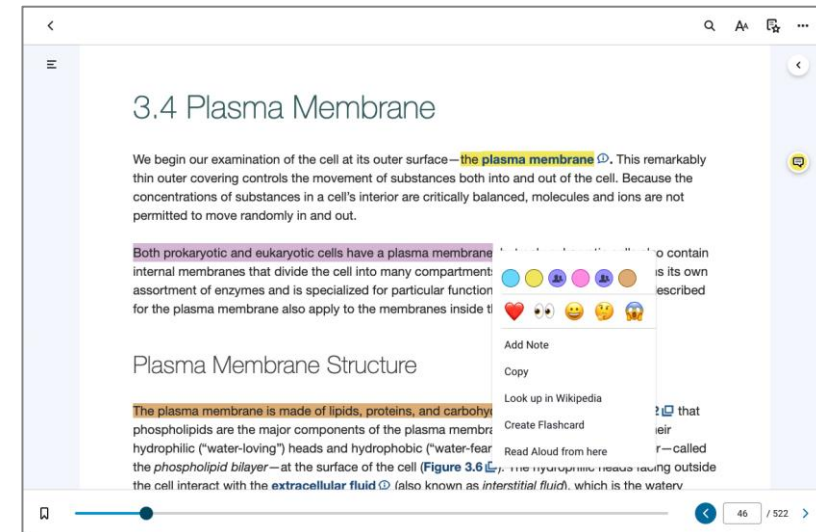 AA
3.4 Plasma Membrane
We begin our examination of the cell at its outer surface—the plasma membrane. This remarkably
thin outer covering controls the movement of substances both into and out of the cell. Because the
concentrations of substances in a cell's interior are critically balanced, molecules and ions are not
permitted to move randomly in and out.
Both prokaryotic and eukaryotic cells have a plasma membrane contain
internal membranes that divide the cell into many compartments its own
assortment of enzymes and is specialized for particular function
for the plasma membrane also apply to the membranes inside
Add Note
Copy
Look up in Wikipedia
Create Flashcard
Read Aloud from here
Plasma Membrane Structure
The plasma membrane is made of lipids, proteins, and that
phospholipids are the major components of the plasma
hydrophilic ("water-loving") heads and hydrophobic called
the phospholipid bilayer—at the surface of the cell (Figure 3.6). outside
the cell interact with the extracellular fluid (also known as interstitial fluid), which is the watery
46 / 522